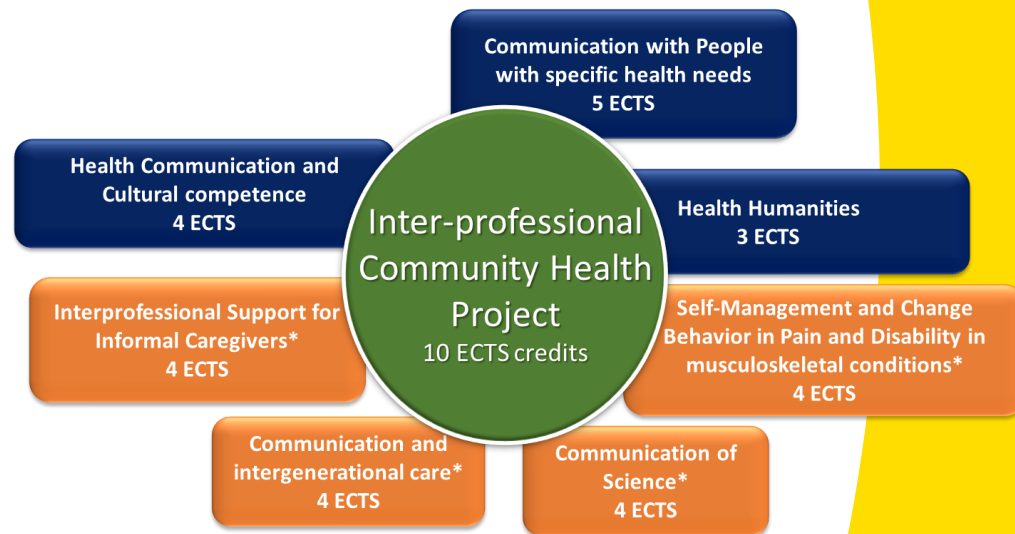 Communication with People
with specific health needs
5 ECTS
Health Communication and
Cultural competence
4 ECTS
Inter-professional
Community Health
Project
10 ECTS credits
Health Humanities
3 ECTS
Interprofessional Support for
Informal Caregivers*
4 ECTS
Self-Management and Change
Behavior in Pain and Disability in
musculoskeletal conditions*
4 ECTS
Communication and
intergenerational care*
4 ECTS
Communication of
Science*
4 ECTS